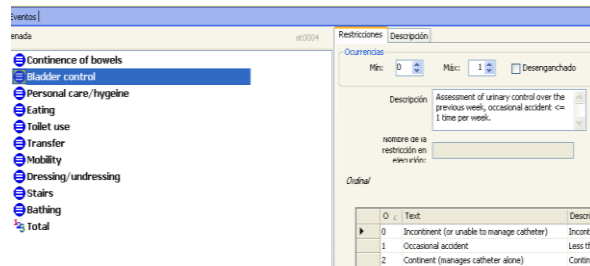 Eventos
enada
at0004
Continence of bowels
Bladder control
Personal care/hygeine
Eating
Toilet use
Transfer
Mobility
Dressing/undressing
Stairs
Bathing
Total
Restricciones Descripción
Ocurrencias
Mín: 0 Máx: 1 Desenganchado
Descripción
Assessment of urinary control over the
previous week, occasional accident <=
1 time per week.
Nombre de la
restricción en
ejecución:
Ordinal
O Text Descri
0 Incontinent (or unable to manage catheter) Incont
1 Occasional accident Less th
2 Continent (manages catheter alone) Contin